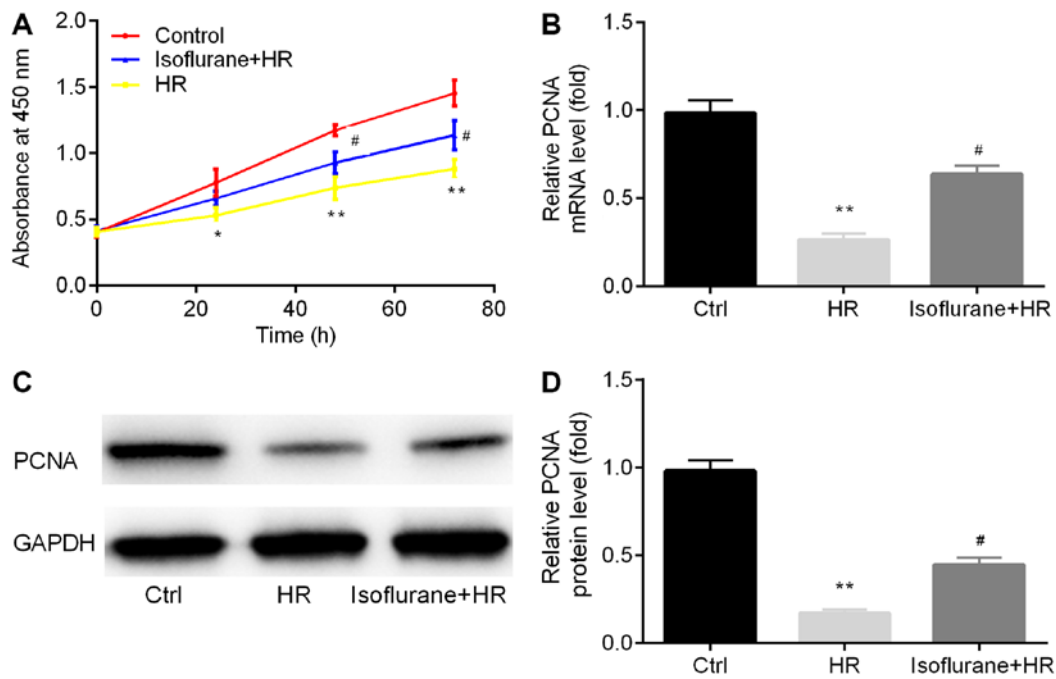 A
Absorbance at 450 nm
2.0
1.5
1.0
0.5
0.0
Control
Isoflurane+HR
HR
#
#
*
**
**
0 20 40 60 80
Time (h)
B
Relative PCNA
mRNA level (fold)
1.5
1.0
0.5
0.0
**
#
Ctrl HR Isoflurane+HR
C
PCNA
GAPDH
Ctrl HR Isoflurane+HR
D
Relative PCNA
protein level (fold)
1.5
1.0
0.5
0.0
**
#
Ctrl HR Isoflurane+HR